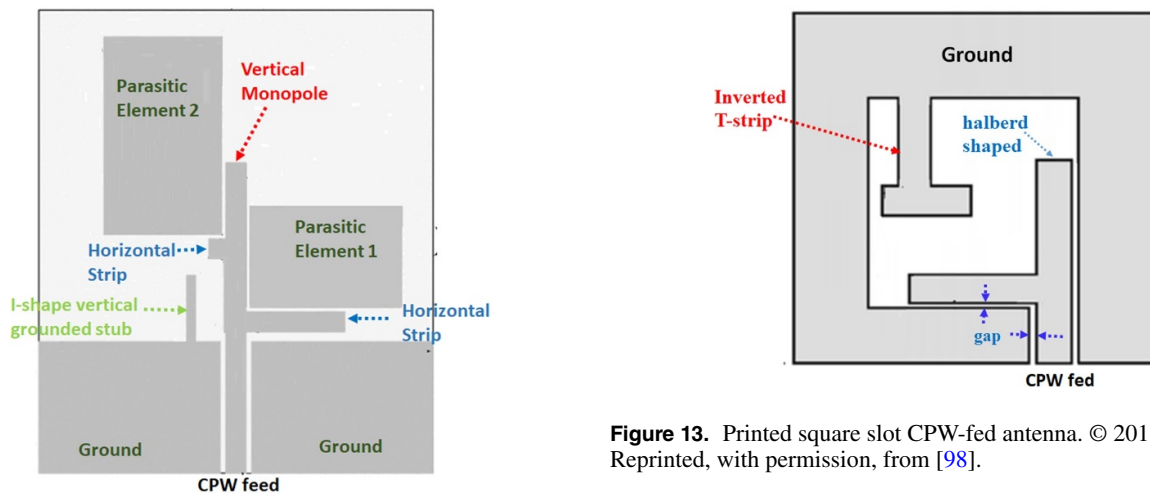 Parasitic
Element 2
Vertical
Monopole
Parasitic
Element 1
Horizontal
Strip
I-shape vertical
grounded stub
Horizontal
Strip
Ground
Ground
CPW feed
Ground
Inverted
T-strip
halberd
shaped
gap
CPW fed
Figure 13. Printed square slot CPW-fed antenna. © 201
Reprinted, with permission, from [98].